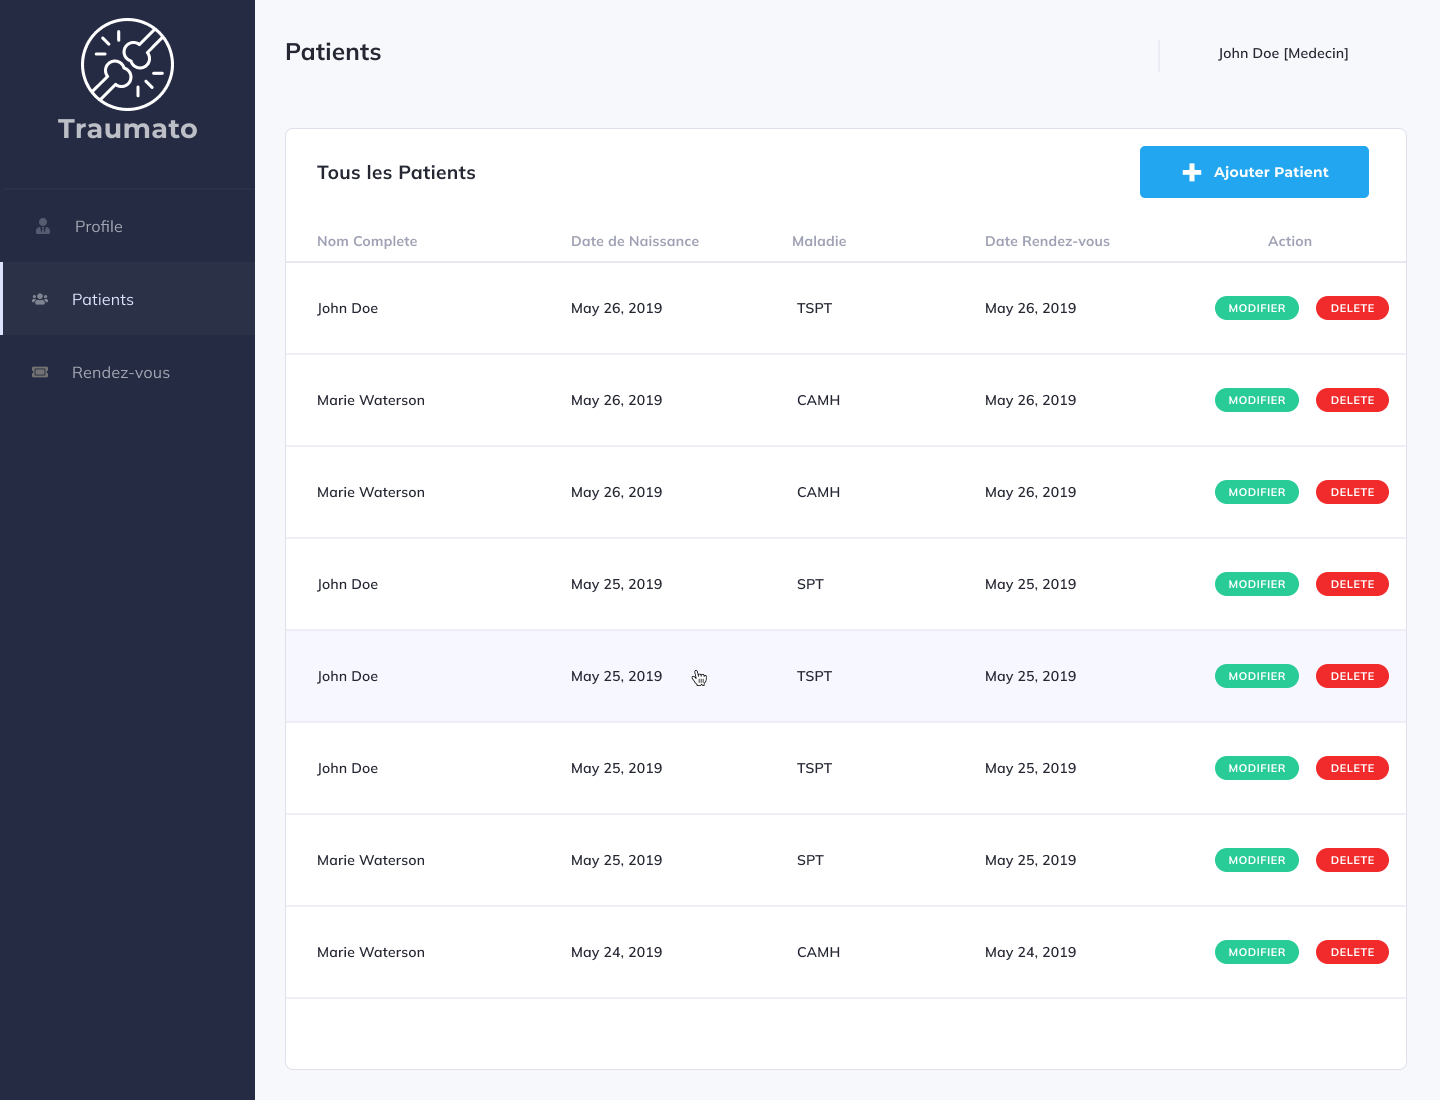 Traumato
Profile
Patients
Rendez-vous
Patients
John Doe [Medecin]
Tous les Patients
Ajouter Patient
Nom Complete Date de Naissance Maladie Date Rendez-vous Action
John Doe May 26, 2019 TSPT May 26, 2019 MODIFIER DELETE
Marie Waterson May 26, 2019 CAMH May 26, 2019 MODIFIER DELETE
Marie Waterson May 26, 2019 CAMH May 26, 2019 MODIFIER DELETE
John Doe May 25, 2019 SPT May 25, 2019 MODIFIER DELETE
John Doe May 25, 2019 TSPT May 25, 2019 MODIFIER DELETE
John Doe May 25, 2019 TSPT May 25, 2019 MODIFIER DELETE
Marie Waterson May 25, 2019 SPT May 25, 2019 MODIFIER DELETE
Marie Waterson May 24, 2019 CAMH May 24, 2019 MODIFIER DELETE